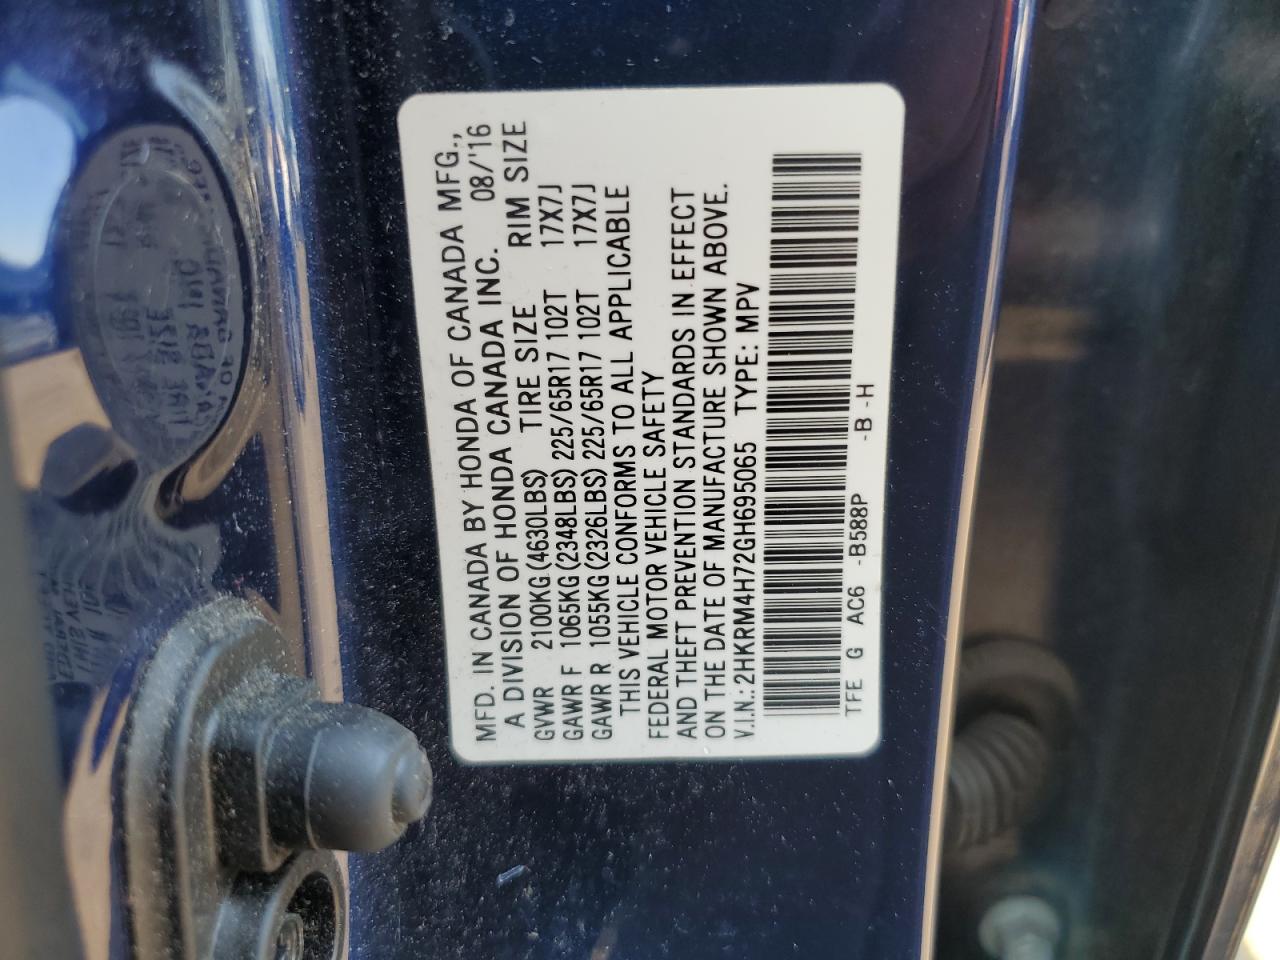 MFD. IN CANADA BY HONDA OF CANADA MFG.,
A DIVISION OF HONDA CANADA INC. 08/'16
GVWR 2100KG(4630LBS) TIRE SIZE RIM SIZE
GAWR F 1065KG(2348LBS) 225/65R17 102T 17X7J
GAWR R 1055KG(2326LBS) 225/65R17 102T 17X7J
THIS VEHICLE CONFORMS TO ALL APPLICABLE
FEDERAL MOTOR VEHICLE SAFETY
AND THEFT PREVENTION STANDARDS IN EFFECT
ON THE DATE OF MANUFACTURE SHOWN ABOVE.
V.I.N.: 2HKRM4H72GH695065 TYPE: MPV
TFE G AC6 -B588P -B -H